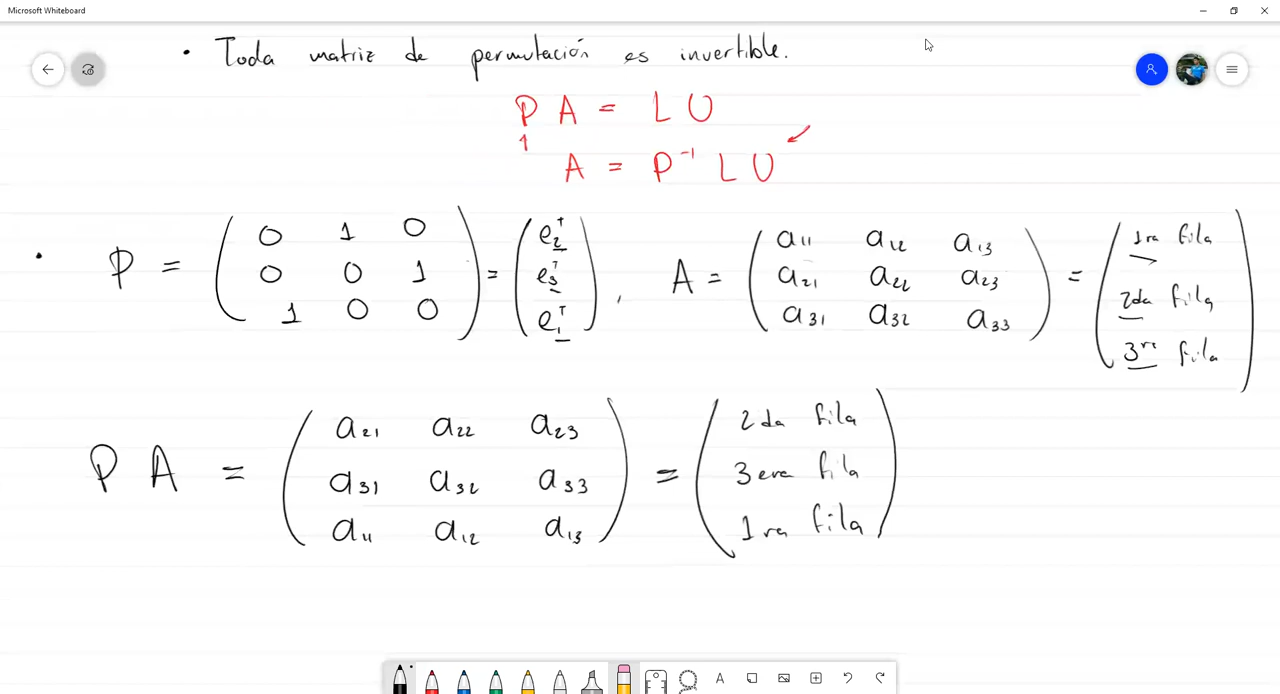 Microsoft Whiteboard
• Toda matriz de permutación es invertible.
P A = L U
A = P⁻¹ L U
• P = ( 0 1 0 ; 0 0 1 ; 1 0 0 ) = ( e₂ᵀ ; e₃ᵀ ; e₁ᵀ ) , A = ( a₁₁ a₁₂ a₁₃ ; a₂₁ a₂₂ a₂₃ ; a₃₁ a₃₂ a₃₃ ) = ( 1ra fila ; 2da fila ; 3ra fila )
P A = ( a₂₁ a₂₂ a₂₃ ; a₃₁ a₃₂ a₃₃ ; a₁₁ a₁₂ a₁₃ ) = ( 2da fila ; 3era fila ; 1ra fila )
A